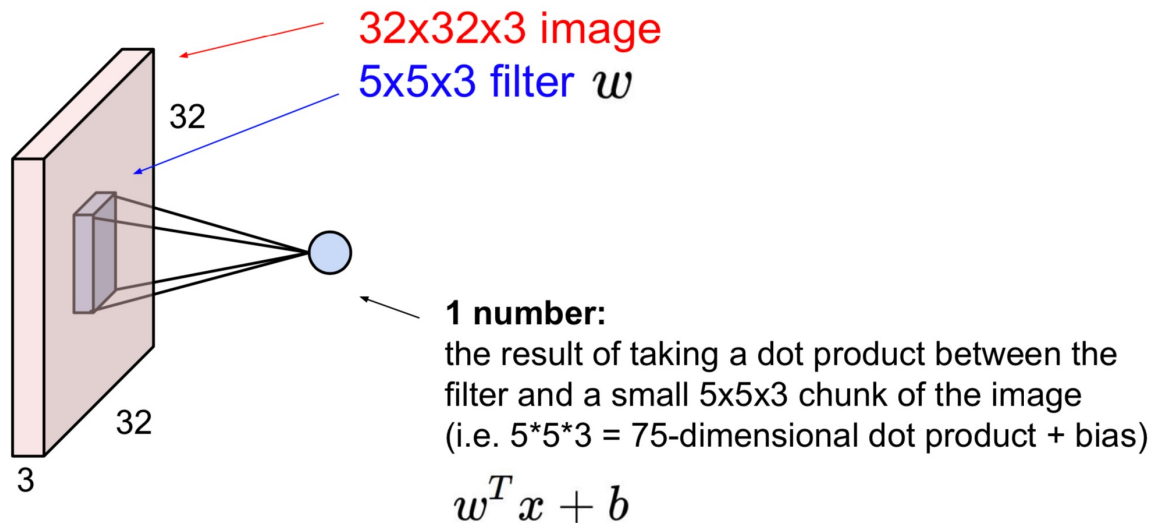 32x32x3 image
5x5x3 filter w
32
32
3
1 number:
the result of taking a dot product between the
filter and a small 5x5x3 chunk of the image
(i.e. 5*5*3 = 75-dimensional dot product + bias)
w^T x + b